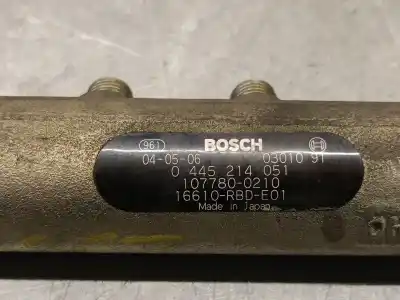 961 BOSCH
04-05-06 03010 91
0 445 214 051
107780-0210
16610-RBD-E01
Made in Japan